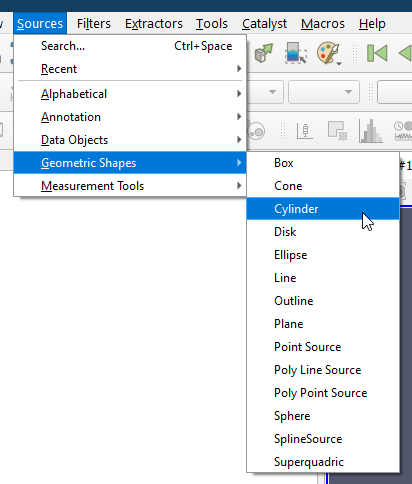 Sources Filters Extractors Tools Catalyst Macros Help
Search... Ctrl+Space
Recent
Alphabetical
Annotation
Data Objects
Geometric Shapes
Measurement Tools
Box
#1
Cone
Cylinder
Disk
Ellipse
Line
Outline
Plane
Point Source
Poly Line Source
Poly Point Source
Sphere
SplineSource
Superquadric